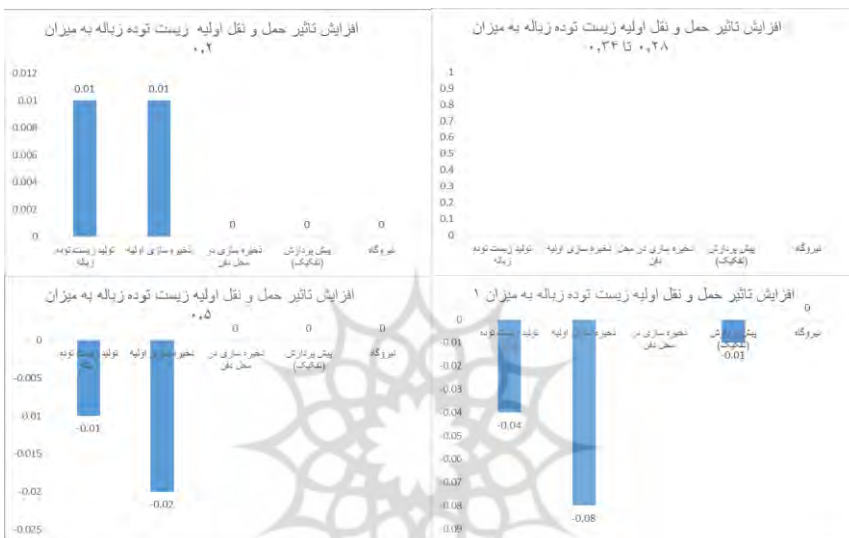 افزایش تاثیر حمل و نقل اولیه زیست توده زباله به میزان
۰٫۲
0.012
0.01
0.008
0.006
0.004
0.002
0
0.01
0.01
0
0
0
تولید زیست توده زباله
ذخیره سازی اولیه
ذخیره سازی در محل دفن
پیش پردازش (تفکیک)
نیروگاه
افزایش تاثیر حمل و نقل اولیه زیست توده زباله به میزان
۰٫۲۸ تا ۰٫۳۴
1
0.9
0.8
0.7
0.6
0.5
0.4
0.3
0.2
0.1
0
تولید زیست توده زباله
ذخیره سازی اولیه
ذخیره سازی در محل دفن
پیش پردازش (تفکیک)
نیروگاه
افزایش تاثیر حمل و نقل اولیه زیست توده زباله به میزان
۰٫۵
0
-0.005
-0.01
-0.015
-0.02
-0.025
-0.01
-0.02
0
0
0
تولید زیست توده
ذخیره سازی اولیه
ذخیره سازی در محل دفن
پیش پردازش (تفکیک)
نیروگاه
افزایش تاثیر حمل و نقل اولیه زیست توده زباله به میزان ۱
0
-0.01
-0.02
-0.03
-0.04
-0.05
-0.06
-0.07
-0.08
-0.09
-0.04
-0.08
-0.01
0
تولید زیست توده
ذخیره سازی اولیه
ذخیره سازی در محل دفن
پیش پردازش (تفکیک)
نیروگاه